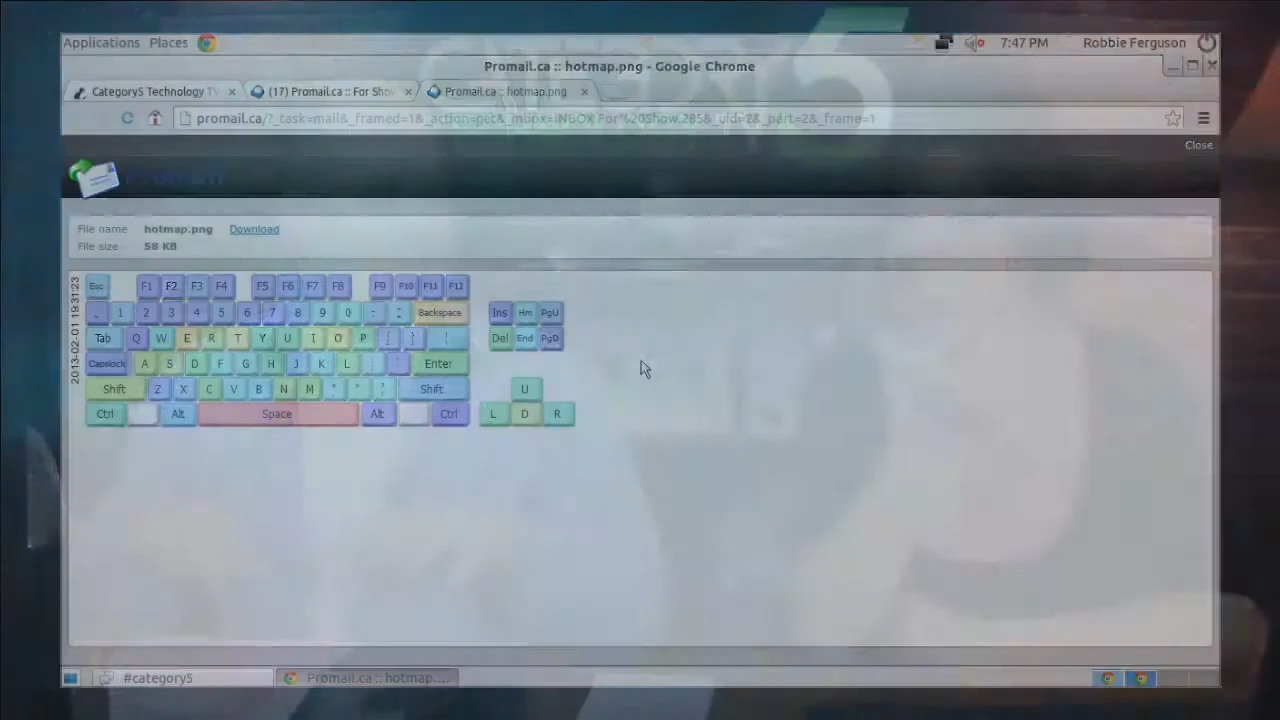 Applications Places 7:47 PM Robbie Ferguson
Promail.ca :: hotmap.png - Google Chrome
Category5 Technology TV (17) Promail.ca :: For Show Promail.ca :: hotmap.png
promail.ca/?_task=mail&_framed=1&_action=get&_mbox=INBOX.For%20Show.285&_uid=2&_part=2&_frame=1
Close
File name hotmap.png Download
File size 58 KB
2013-02-01 19:31:23
Esc F1 F2 F3 F4 F5 F6 F7 F8 F9 F10 F11 F12
1 2 3 4 5 6 7 8 9 0 Backspace Ins Hm PgU
Tab Q W E R T Y U I O P [ ] Del End PgD
Capslock A S D F G H J K L ; ' Enter
Shift Z X C V B N M < > ? Shift U
Ctrl Alt Space Alt Ctrl L D R
#category5 Promail.ca :: hotmap....